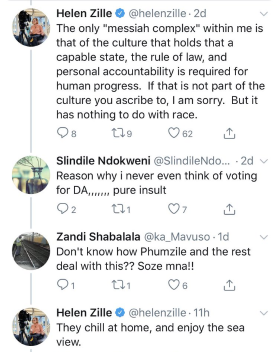 Helen Zille @helenzille · 2d
The only "messiah complex" within me is
that of the culture that holds that a
capable state, the rule of law, and
personal accountability is required for
human progress.  If that is not part of the
culture you ascribe to, I am sorry.  But it
has nothing to do with race.
8 9 62
Slindile Ndokweni @SlindileNdo... · 2d
Reason why i never even think of voting
for DA,,,,,,, pure insult
2 1 7
Zandi Shabalala @ka_Mavuso · 1d
Don't know how Phumzile and the rest
deal with this?? Soze mna!!
1 1 6
Helen Zille @helenzille · 11h
They chill at home, and enjoy the sea
view.